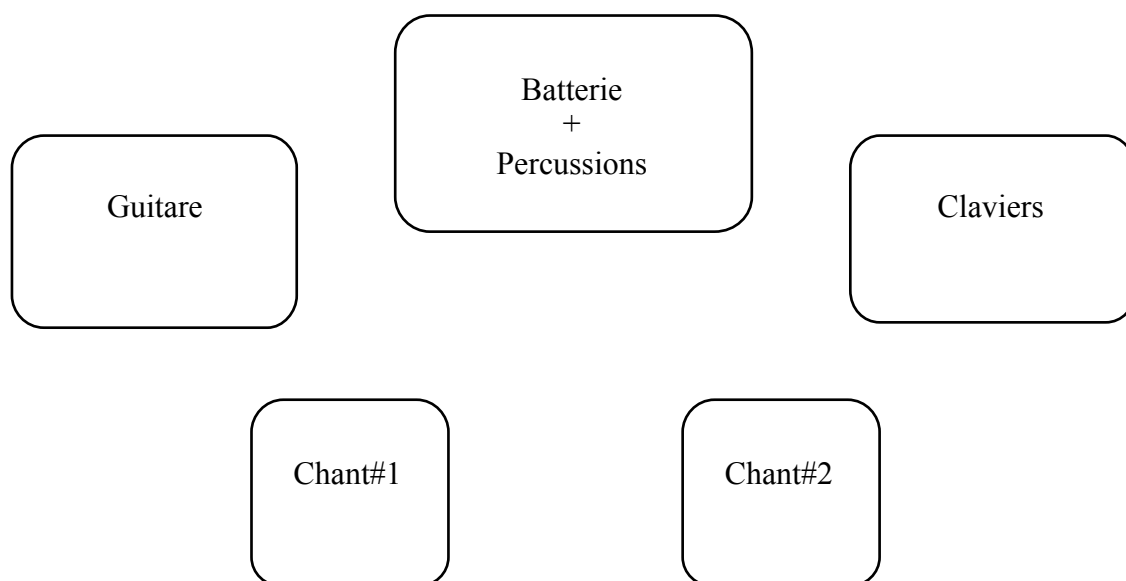 Batterie
+
Percussions
Guitare
Claviers
Chant#1
Chant#2